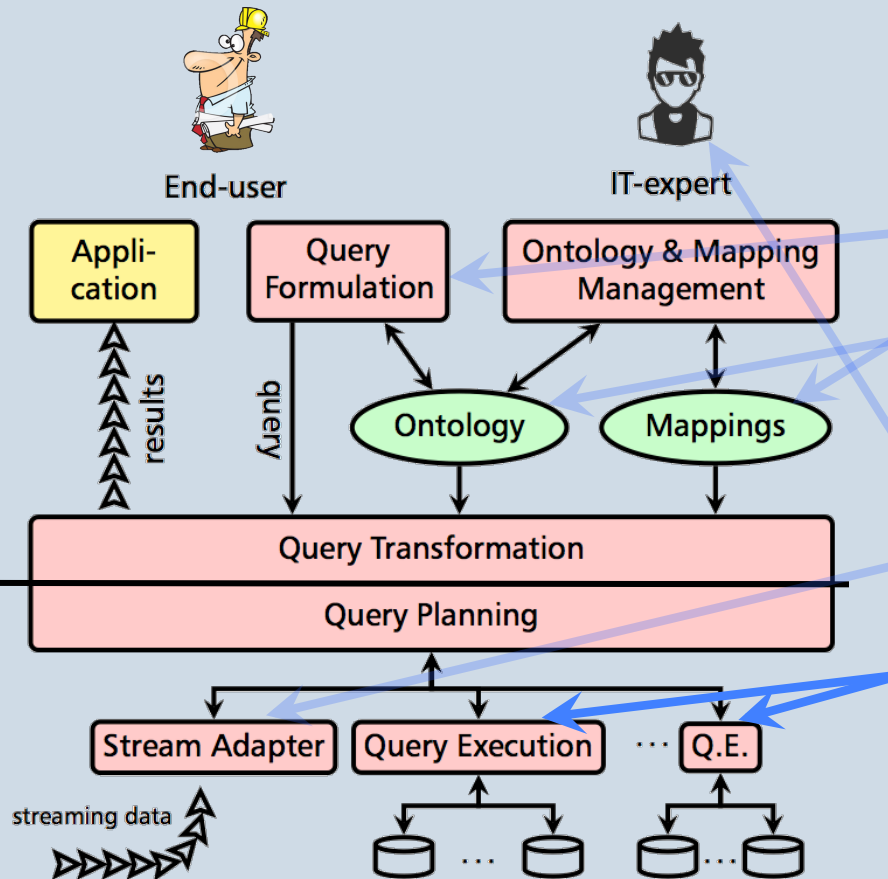 End-user
IT-expert
Appli-
cation
Query
Formulation
Ontology & Mapping
Management
results
query
Ontology
Mappings
Query Transformation
Query Planning
Stream Adapter
Query Execution
...
Q.E.
streaming data
...
...